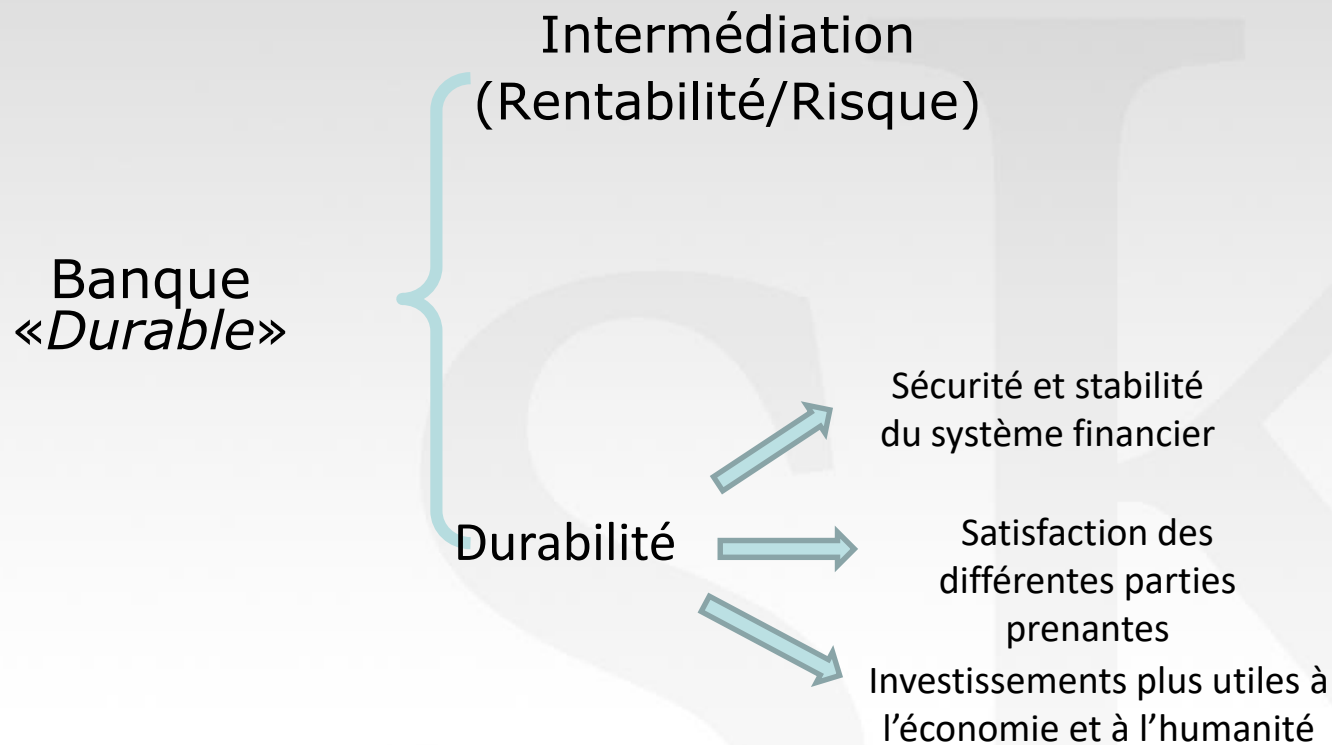 Intermédiation
(Rentabilité/Risque)
Banque
«Durable»
Sécurité et stabilité
du système financier
Durabilité
Satisfaction des
différentes parties
prenantes
Investissements plus utiles à
l’économie et à l’humanité